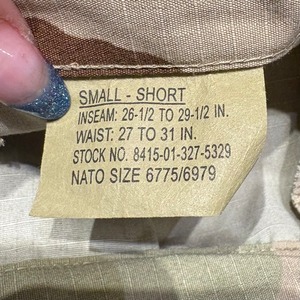 SMALL - SHORT
INSEAM: 26-1/2 TO 29-1/2 IN.
WAIST: 27 TO 31 IN.
STOCK NO. 8415-01-327-5329
NATO SIZE 6775/6979